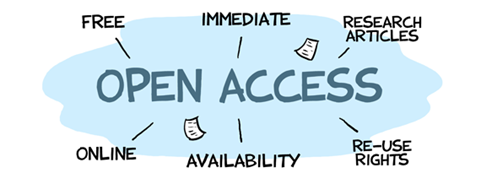 FREE
IMMEDIATE
RESEARCH
ARTICLES
OPEN ACCESS
ONLINE
AVAILABILITY
RE-USE
RIGHTS